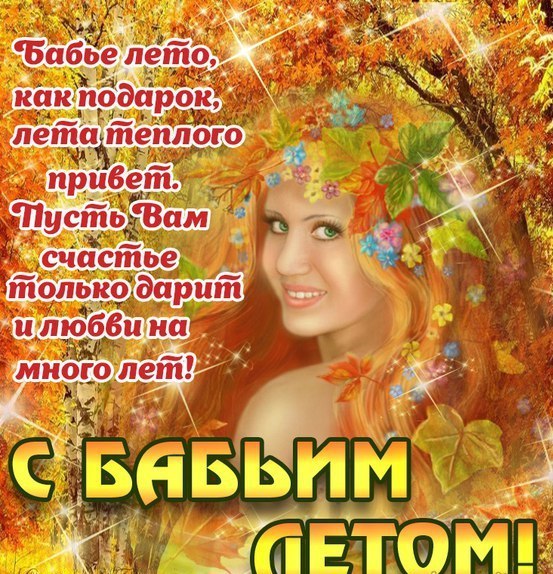 Бабье лето,
как подарок,
лета теплого
привет.
Пусть Вам
счастье
только дарит
и любви на
много лет!
С БАБЬИМ
ЛЕТОМ!